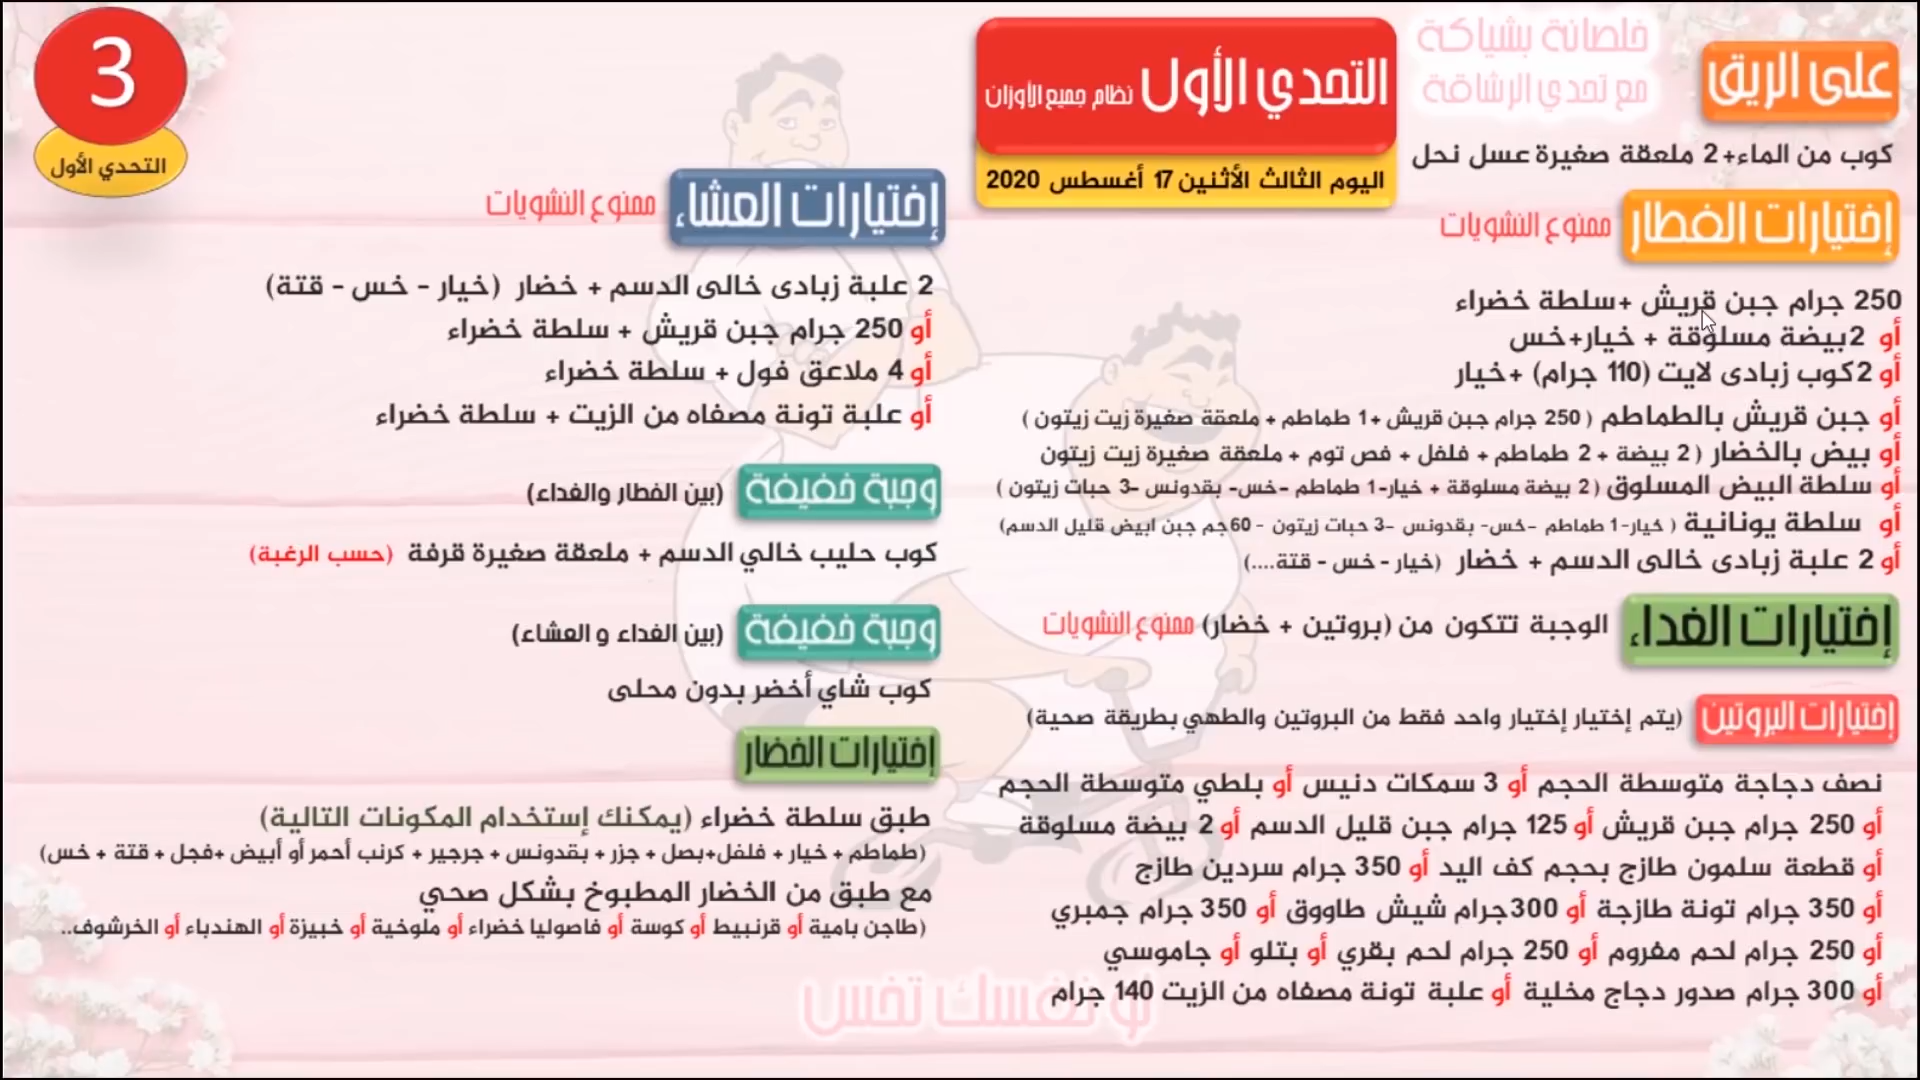 خلصانة بشياكة
مع تحدي الرشاقة
التحدي الأول نظام جميع الأوزان
اليوم الثالث الأثنين 17 أغسطس 2020
على الريق
كوب من الماء+2 ملعقة صغيرة عسل نحل
إختيارات الفطار ممنوع النشويات
250 جرام جبن قريش +سلطة خضراء
أو 2بيضة مسلوقة + خيار+خس
أو 2كوب زبادى لايت (110 جرام) +خيار
أو جبن قريش بالطماطم ( 250 جرام جبن قريش +1 طماطم + ملعقة صغيرة زيت زيتون )
أو بيض بالخضار ( 2 بيضة + 2 طماطم + فلفل + فص توم + ملعقة صغيرة زيت زيتون
أو سلطة البيض المسلوق ( 2 بيضة مسلوقة + خيار-1 طماطم -خس- بقدونس -3 حبات زيتون )
أو سلطة يونانية ( خيار-1 طماطم -خس- بقدونس -3 حبات زيتون - 60جم جبن ابيض قليل الدسم)
أو 2 علبة زبادى خالى الدسم + خضار (خيار - خس - قتة....)
إختيارات الغداء الوجبة تتكون من (بروتين + خضار) ممنوع النشويات
إختيارات البروتين (يتم إختيار إختيار واحد فقط من البروتين والطهي بطريقة صحية)
نصف دجاجة متوسطة الحجم أو 3 سمكات دنيس أو بلطي متوسطة الحجم
أو 250 جرام جبن قريش أو 125 جرام جبن قليل الدسم أو 2 بيضة مسلوقة
أو قطعة سلمون طازج بحجم كف اليد أو 350 جرام سردين طازج
أو 350 جرام تونة طازجة أو 300جرام شيش طاووق أو 350 جرام جمبري
أو 250 جرام لحم مفروم أو 250 جرام لحم بقري أو بتلو أو جاموسي
أو 300 جرام صدور دجاج مخلية أو علبة تونة مصفاه من الزيت 140 جرام
3
التحدي الأول
إختيارات العشاء ممنوع النشويات
2 علبة زبادى خالى الدسم + خضار (خيار - خس - قتة)
أو 250 جرام جبن قريش + سلطة خضراء
أو 4 ملاعق فول + سلطة خضراء
أو علبة تونة مصفاه من الزيت + سلطة خضراء
وجبة خفيفة (بين الفطار والغداء)
كوب حليب خالي الدسم + ملعقة صغيرة قرفة (حسب الرغبة)
وجبة خفيفة (بين الغداء و العشاء)
كوب شاي أخضر بدون محلى
إختيارات الخضار
طبق سلطة خضراء (يمكنك إستخدام المكونات التالية)
(طماطم + خيار + فلفل+بصل + جزر + بقدونس + جرجير + كرنب أحمر أو أبيض +فجل + قتة + خس)
مع طبق من الخضار المطبوخ بشكل صحي
(طاجن بامية أو قرنبيط أو كوسة أو فاصوليا خضراء أو ملوخية أو خبيزة أو الهندباء أو الخرشوف..
لو نفسك تخس